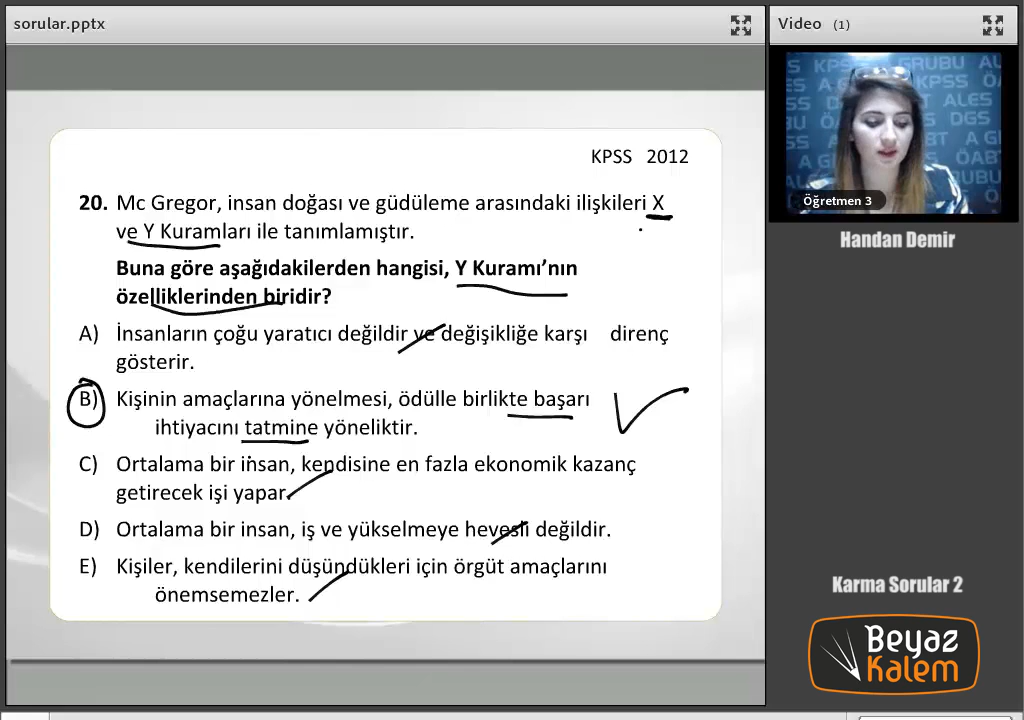 sorular.pptx
Video (1)
KPSS 2012
20. Mc Gregor, insan doğası ve güdüleme arasındaki ilişkileri X
ve Y Kuramları ile tanımlamıştır.
Buna göre aşağıdakilerden hangisi, Y Kuramı’nın
özelliklerinden biridir?
A) İnsanların çoğu yaratıcı değildir ve değişikliğe karşı direnç
gösterir.
B) Kişinin amaçlarına yönelmesi, ödülle birlikte başarı
ihtiyacını tatmine yöneliktir.
C) Ortalama bir insan, kendisine en fazla ekonomik kazanç
getirecek işi yapar.
D) Ortalama bir insan, iş ve yükselmeye hevesli değildir.
E) Kişiler, kendilerini düşündükleri için örgüt amaçlarını
önemsemezler.
Öğretmen 3
Handan Demir
Karma Sorular 2
Beyaz
Kalem